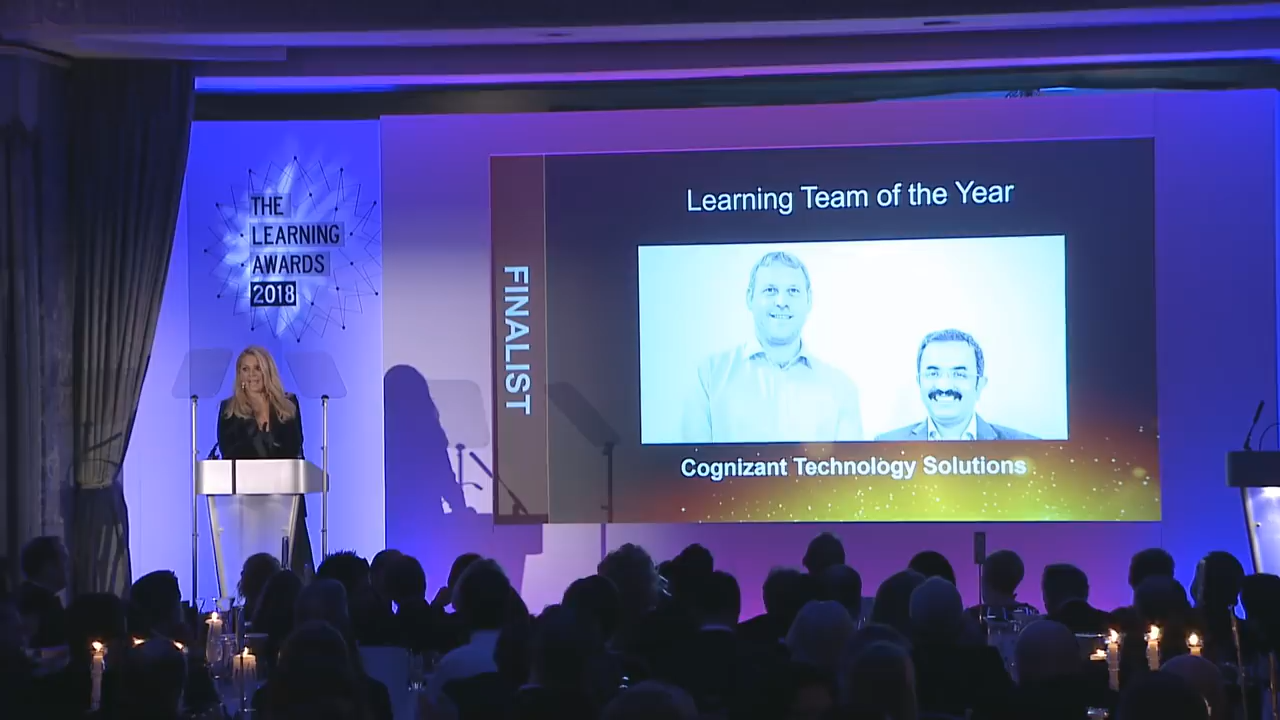 THE
LEARNING
AWARDS
2018
FINALIST
Learning Team of the Year
Cognizant Technology Solutions